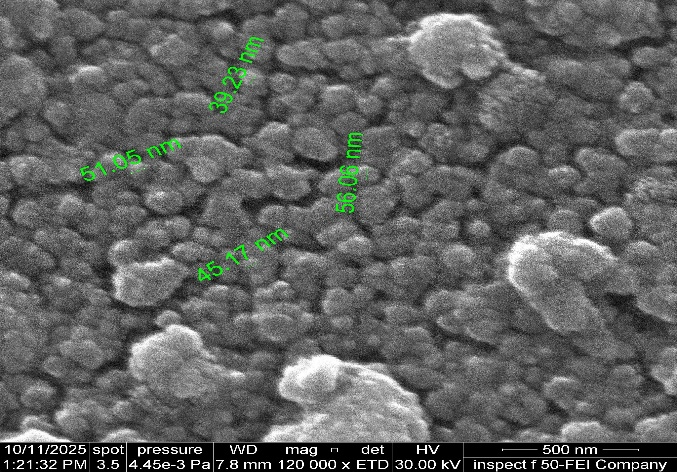 39.23 nm
51.05 nm
56.06 nm
45.17 nm
10/11/2025 spot pressure WD mag det HV 500 nm
1:21:32 PM 3.5 4.45e-3 Pa 7.8 mm 120 000 x ETD 30.00 kV inspect f 50-FEI Company